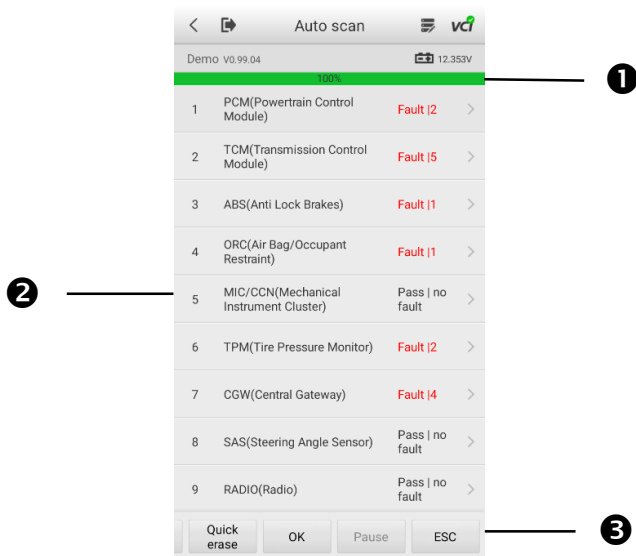 Auto scan
vci
Demo V0.99.04
12.353V
100%
❶
1 PCM(Powertrain Control Module) Fault |2
2 TCM(Transmission Control Module) Fault |5
3 ABS(Anti Lock Brakes) Fault |1
4 ORC(Air Bag/Occupant Restraint) Fault |1
❷
5 MIC/CCN(Mechanical Instrument Cluster) Pass | no fault
6 TPM(Tire Pressure Monitor) Fault |2
7 CGW(Central Gateway) Fault |4
8 SAS(Steering Angle Sensor) Pass | no fault
9 RADIO(Radio) Pass | no fault
Quick erase
OK
Pause
ESC
❸